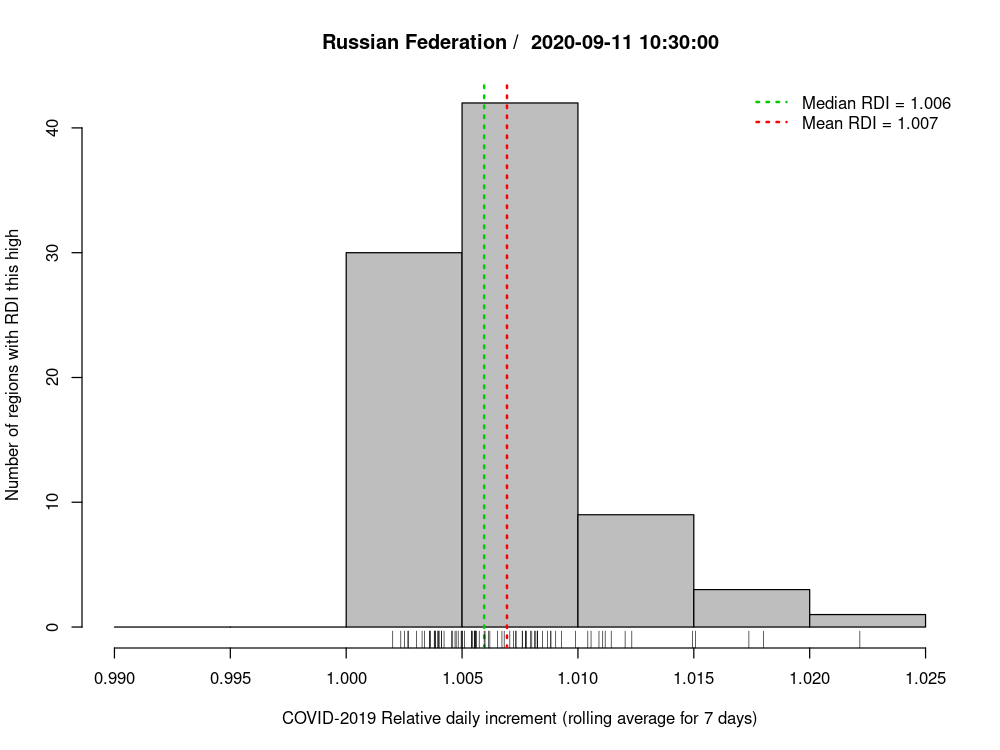 Russian Federation /  2020-09-11 10:30:00
Median RDI = 1.006
Mean RDI = 1.007
Number of regions with RDI this high
40
30
20
10
0
0.990 0.995 1.000 1.005 1.010 1.015 1.020 1.025
COVID-2019 Relative daily increment (rolling average for 7 days)